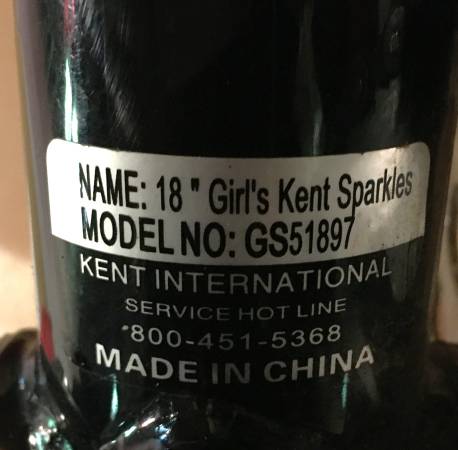 NAME: 18 " Girl's Kent Sparkles
MODEL NO: GS51897
KENT INTERNATIONAL
SERVICE HOT LINE
800-451-5368
MADE IN CHINA